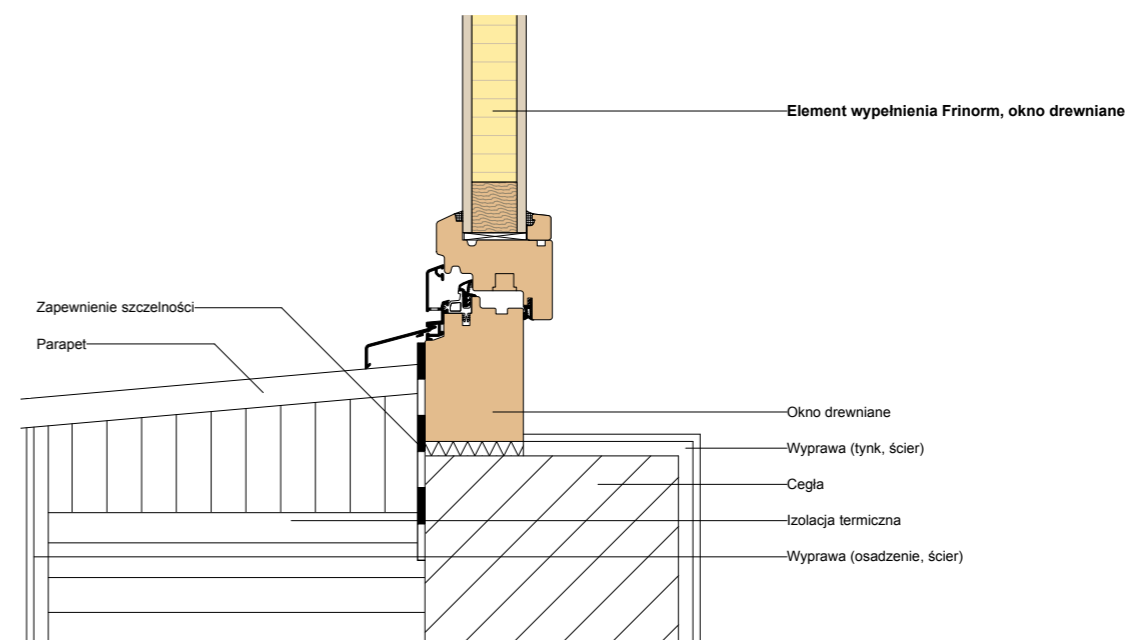 Element wypełnienia Frinorm, okno drewniane
Zapewnienie szczelności
Parapet
Okno drewniane
Wyprawa (tynk, ścier)
Cegła
Izolacja termiczna
Wyprawa (osadzenie, ścier)